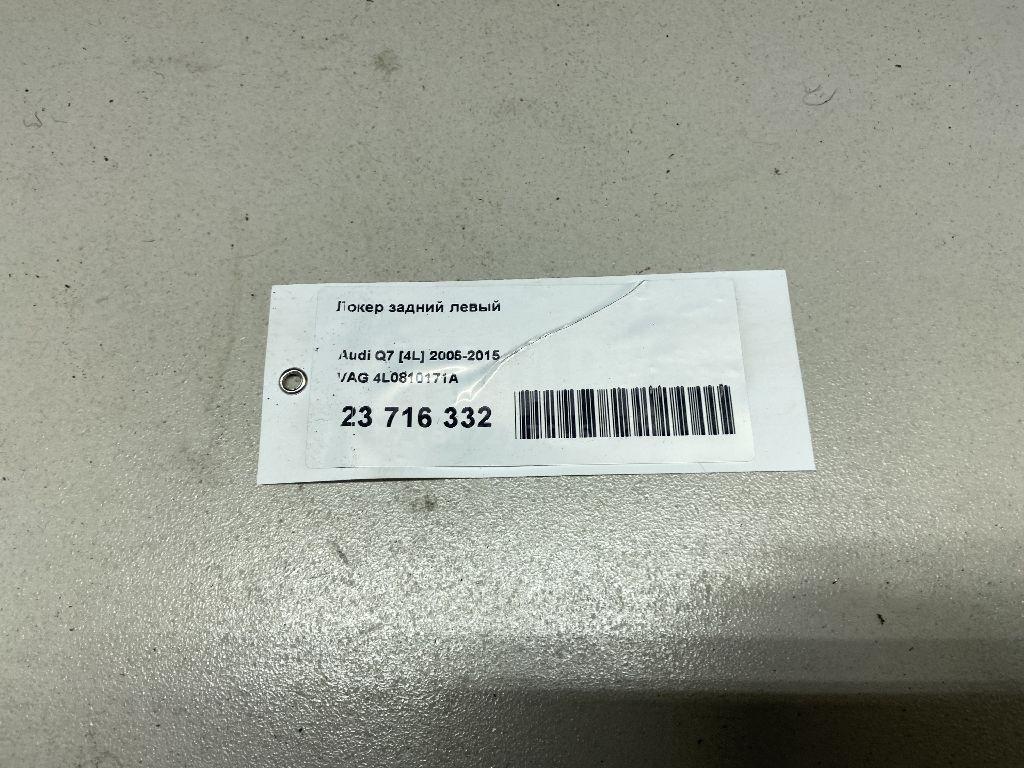 Локер задний левый
Audi Q7 [4L] 2005-2015
VAG 4L0810171A
23 716 332